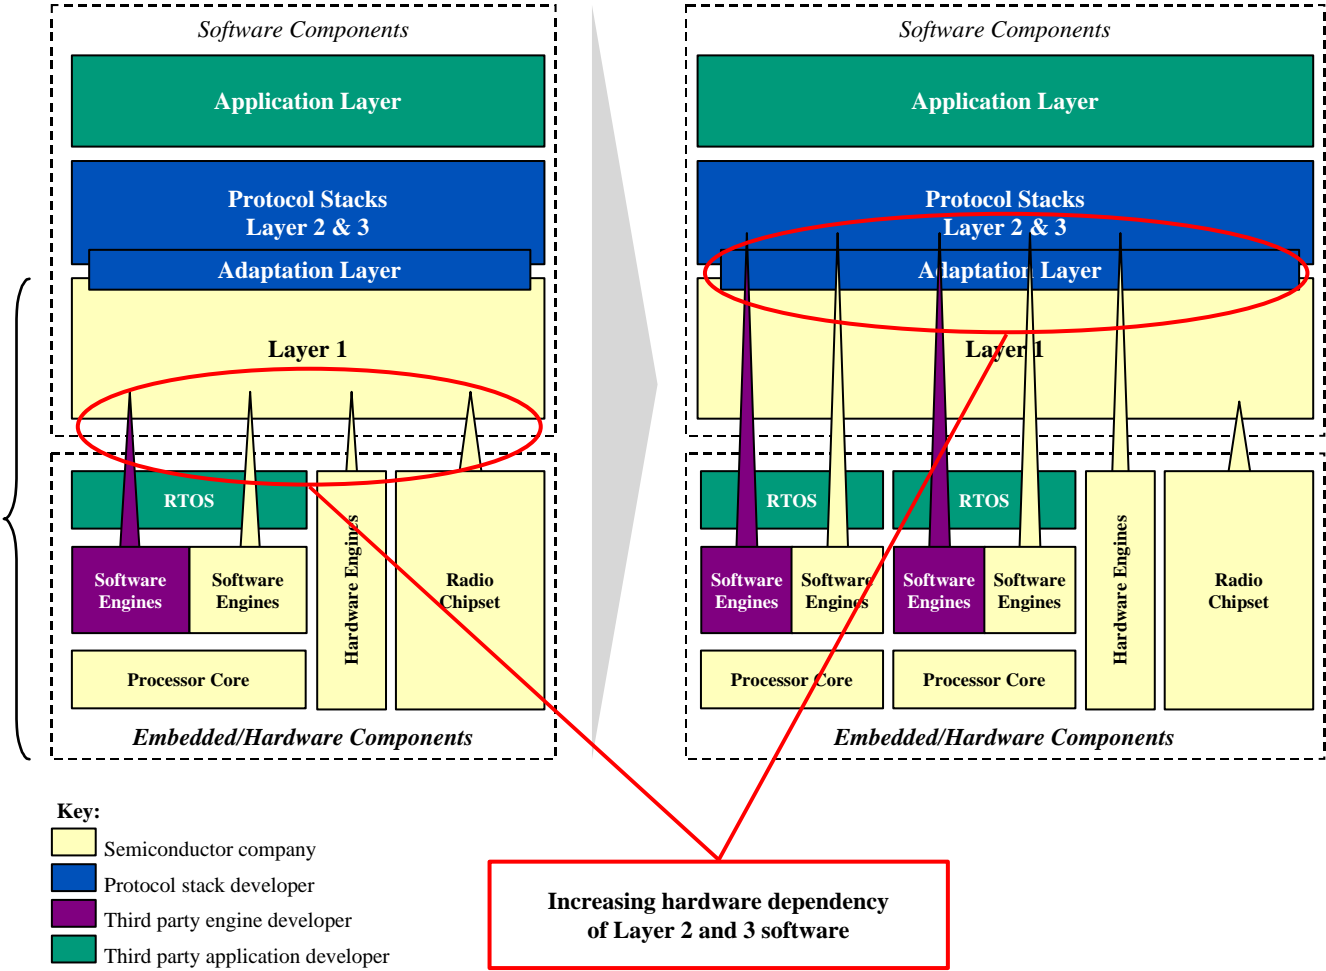 Software Components
Application Layer
Protocol Stacks
Layer 2 & 3
Adaptation Layer
Layer 1
RTOS
Software
Engines
Software
Engines
Hardware Engines
Radio
Chipset
Processor Core
Embedded/Hardware Components
Software Components
Application Layer
Protocol Stacks
Layer 2 & 3
Adaptation Layer
Layer 1
RTOS
RTOS
Software
Engines
Software
Engines
Software
Engines
Software
Engines
Hardware Engines
Radio
Chipset
Processor Core
Processor Core
Embedded/Hardware Components
Key:
Semiconductor company
Protocol stack developer
Third party engine developer
Third party application developer
Increasing hardware dependency
of Layer 2 and 3 software